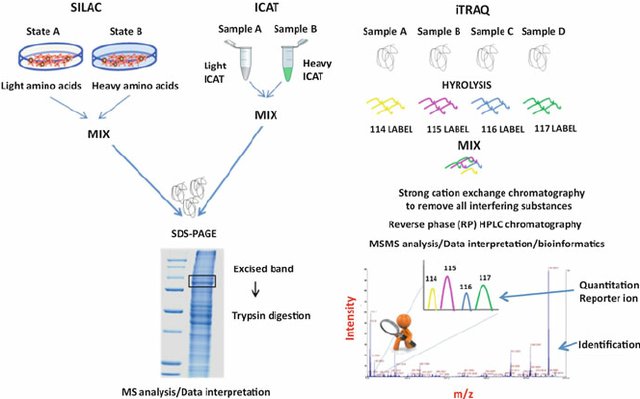 SILAC
State A
State B
Light amino acids
Heavy amino acids
MIX
ICAT
Sample A
Sample B
Light
ICAT
Heavy
ICAT
MIX
SDS-PAGE
Excised band
Trypsin digestion
MS analysis/Data interpretation
iTRAQ
Sample A
Sample B
Sample C
Sample D
HYROLYSIS
114 LABEL
115 LABEL
116 LABEL
117 LABEL
MIX
Strong cation exchange chromatography
to remove all interfering substances
Reverse phase (RP) HPLC chromatography
MSMS analysis/Data interpretation/bioinformatics
114
115
116
117
Quantitation
Reporter ion
Identification
Intensity
m/z